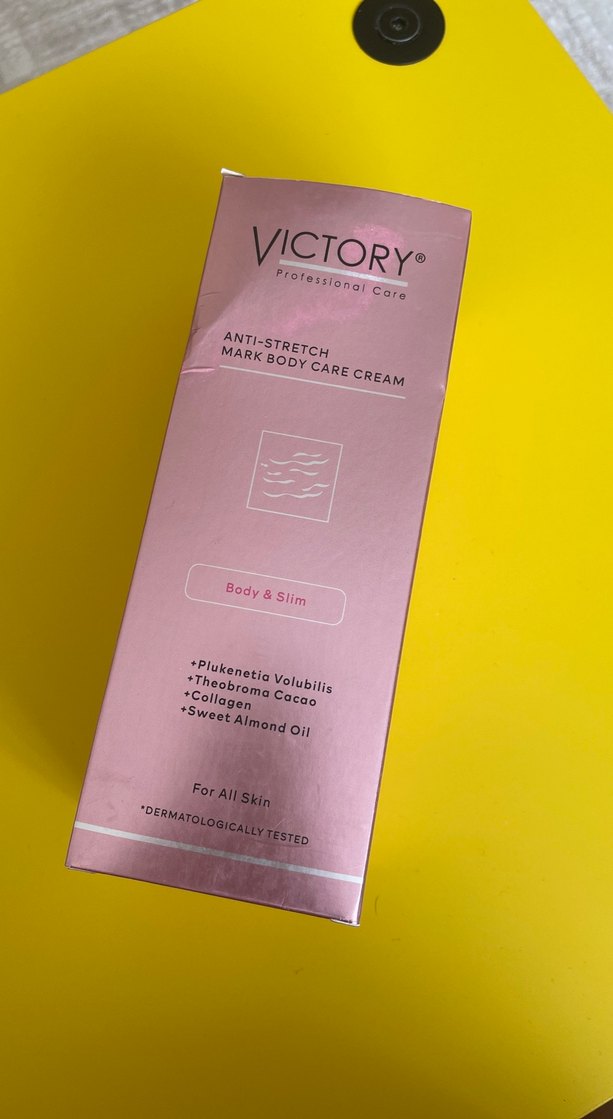 VICTORY®
Professional Care
ANTI-STRETCH
MARK BODY CARE CREAM
Body & Slim
+Plukenetia Volubilis
+Theobroma Cacao
+Collagen
+Sweet Almond Oil
For All Skin
*DERMATOLOGICALLY TESTED